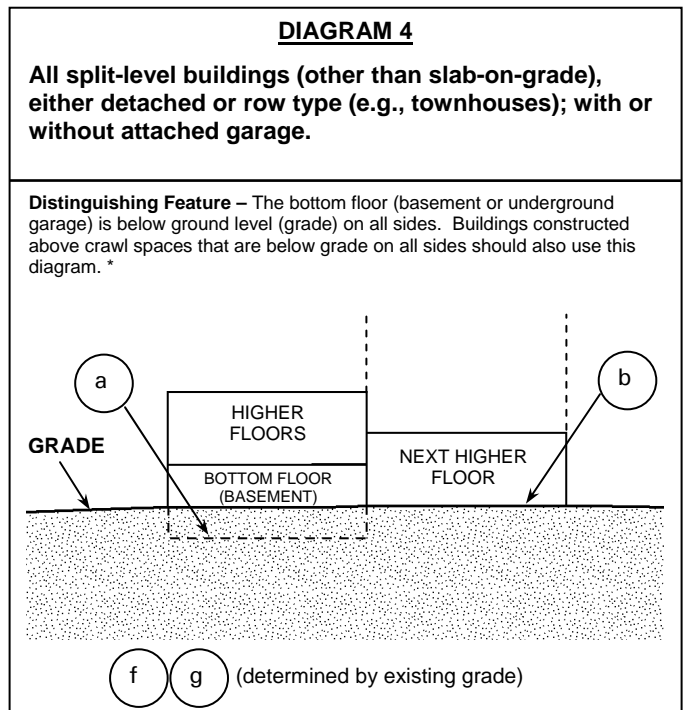 DIAGRAM 4
All split-level buildings (other than slab-on-grade),
either detached or row type (e.g., townhouses); with or
without attached garage.
Distinguishing Feature – The bottom floor (basement or underground
garage) is below ground level (grade) on all sides.  Buildings constructed
above crawl spaces that are below grade on all sides should also use this
diagram. *
a
b
HIGHER
FLOORS
GRADE
NEXT HIGHER
FLOOR
BOTTOM FLOOR
(BASEMENT)
f g (determined by existing grade)